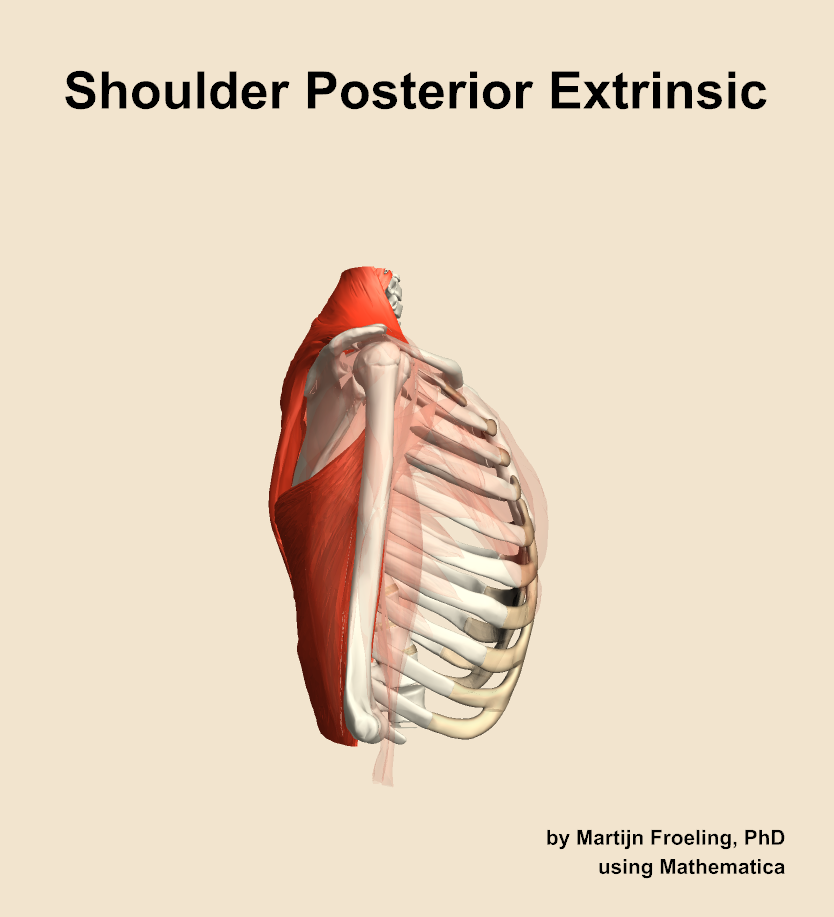 Shoulder Posterior Extrinsic
by Martijn Froeling, PhD
using Mathematica